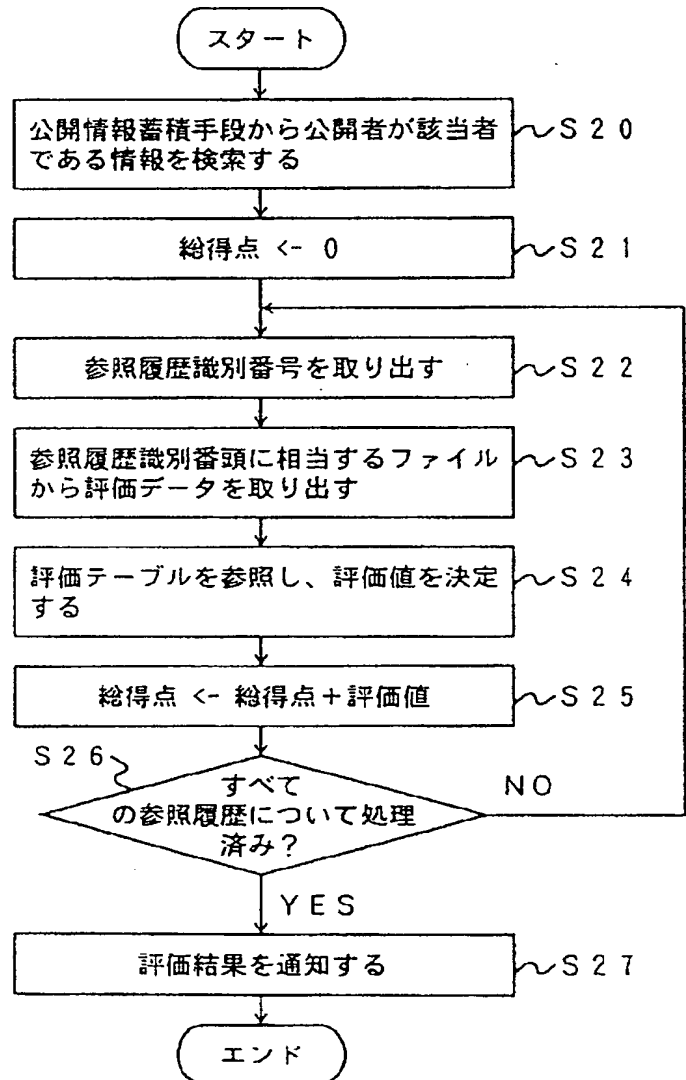 スタート
公開情報蓄積手段から公開者が該当者
である情報を検索する
S20
総得点 <- 0
S21
参照履歴識別番号を取り出す
S22
参照履歴識別番頭に相当するファイル
から評価データを取り出す
S23
評価テーブルを参照し、評価値を決定
する
S24
総得点 <- 総得点+評価値
S25
S26
すべて
の参照履歴について処理
済み?
NO
YES
評価結果を通知する
S27
エンド